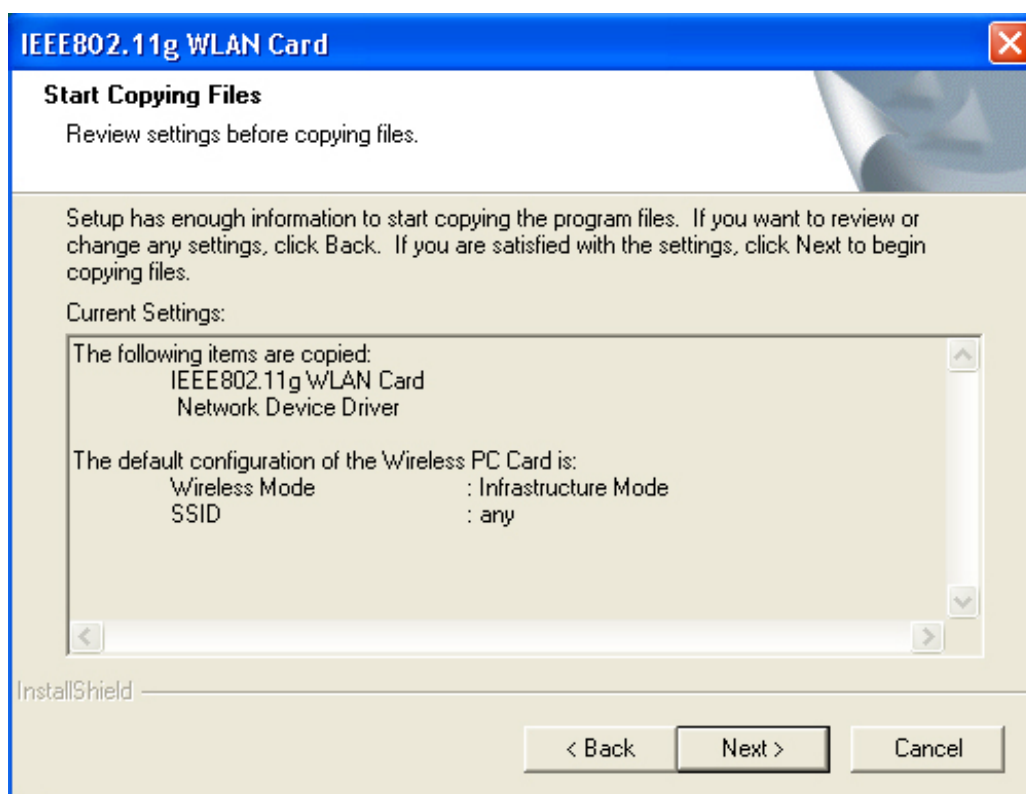 IEEE802.11g WLAN Card
Start Copying Files
Review settings before copying files.
Setup has enough information to start copying the program files. If you want to review or
change any settings, click Back. If you are satisfied with the settings, click Next to begin
copying files.
Current Settings:
The following items are copied:
IEEE802.11g WLAN Card
Network Device Driver
The default configuration of the Wireless PC Card is:
Wireless Mode : Infrastructure Mode
SSID : any
InstallShield
< Back Next > Cancel